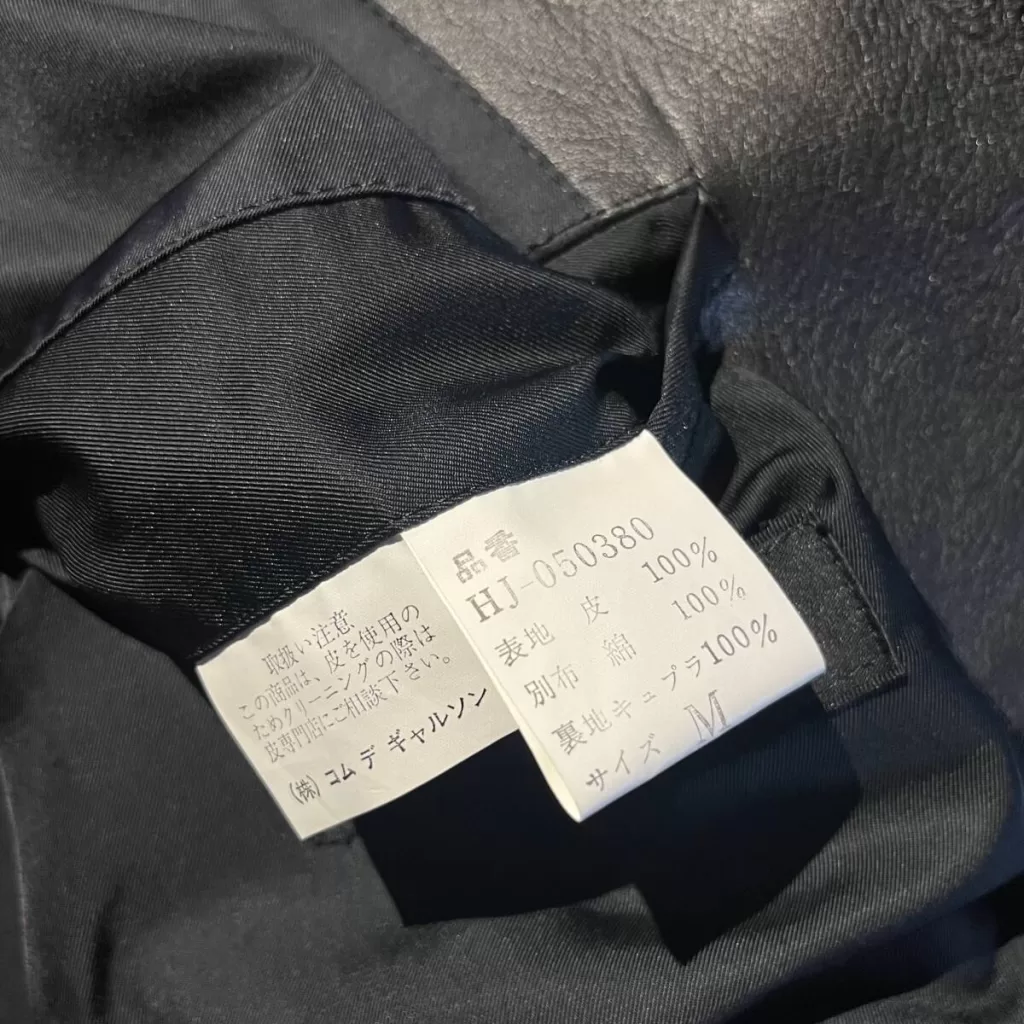 取扱い注意
この商品は、皮を使用の
ためクリーニングの際は
皮専門店にご相談下さい。
(株) コム デ ギャルソン
品番
HJ-050380
表地 皮 100%
別布 綿 100%
裏地キュプラ100%
サイズ M